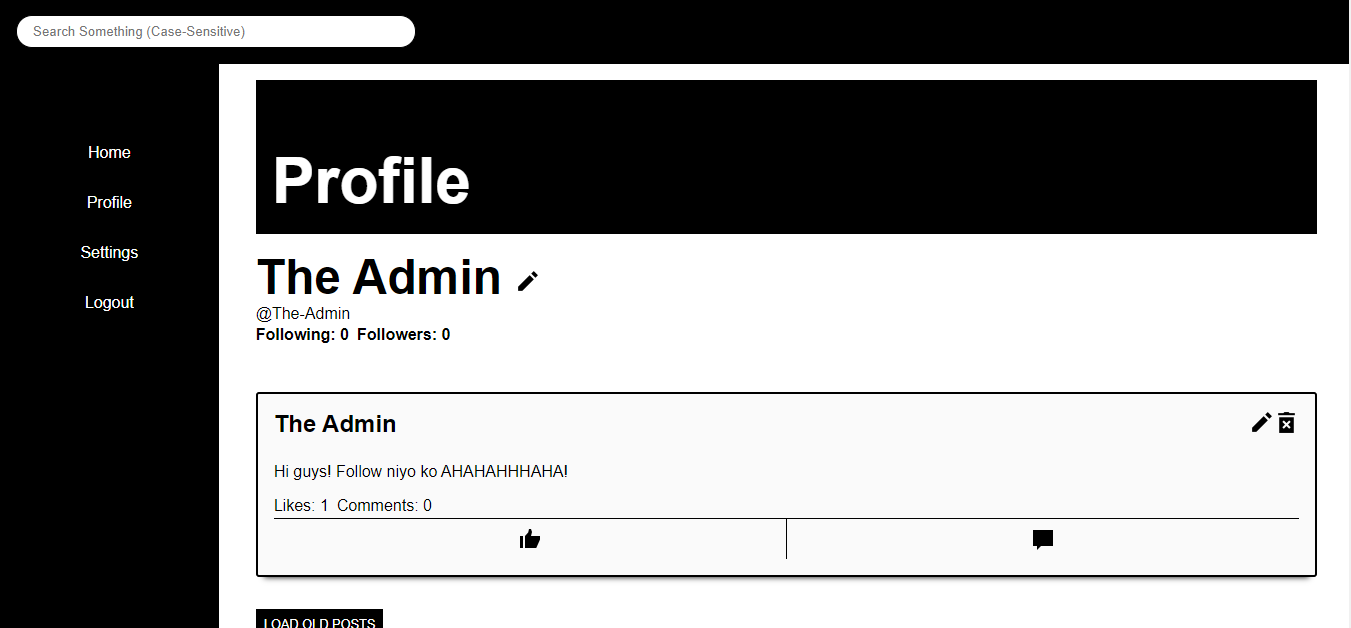 Search Something (Case-Sensitive)
Home
Profile
Settings
Logout
Profile
The Admin
@The-Admin
Following: 0 Followers: 0
The Admin
Hi guys! Follow niyo ko AHAHAHHHAHA!
Likes: 1 Comments: 0
LOAD OLD POSTS